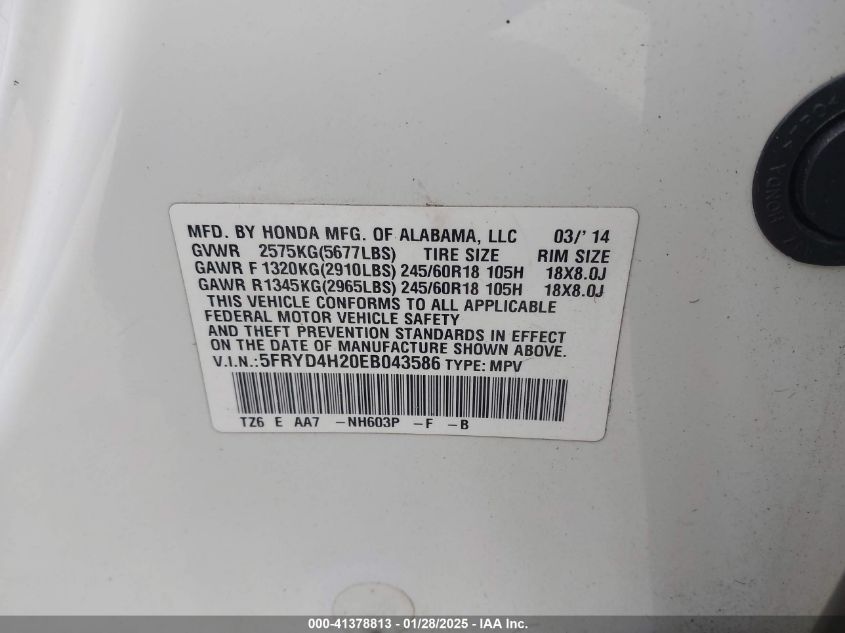 MFD. BY HONDA MFG. OF ALABAMA, LLC 03/' 14
GVWR 2575KG(5677LBS) TIRE SIZE RIM SIZE
GAWR F 1320KG(2910LBS) 245/60R18 105H 18X8.0J
GAWR R1345KG(2965LBS) 245/60R18 105H 18X8.0J
THIS VEHICLE CONFORMS TO ALL APPLICABLE
FEDERAL MOTOR VEHICLE SAFETY
AND THEFT PREVENTION STANDARDS IN EFFECT
ON THE DATE OF MANUFACTURE SHOWN ABOVE.
V.I.N.:5FRYD4H20EB043586 TYPE: MPV
TZ6 E AA7 -NH603P -F -B
000-41378813 - 01/28/2025 - IAA Inc.